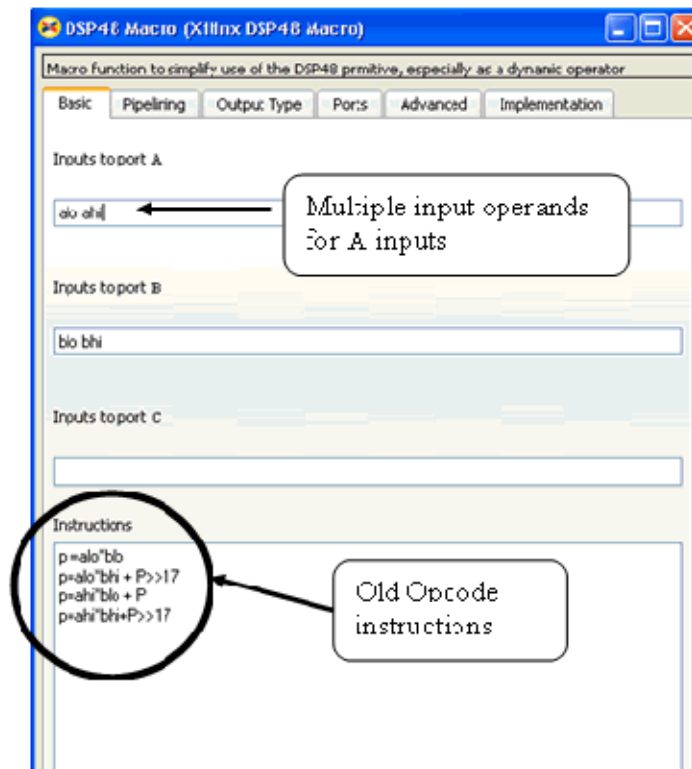 DSP48 Macro (Xilinx DSP48 Macro)
Macro function to simplify use of the DSP48 prmitive, especially as a dynamic operator
Basic Pipelining Output Type Ports Advanced Implementation
Inputs to port A
alo ahi
Multiple input operands
for A inputs
Inputs to port B
blo bhi
Inputs to port C
Instructions
p=alo*blo
p=alo*bhi + P>>17
p=ahi*blo + P
p=ahi*bhi+P>>17
Old Opcode
instructions